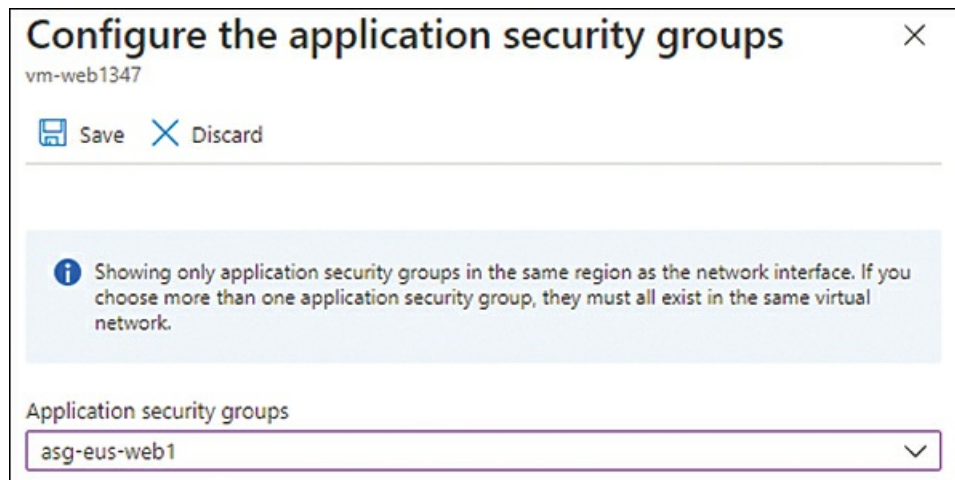 Configure the application security groups
vm-web1347
Save Discard
Showing only application security groups in the same region as the network interface. If you
choose more than one application security group, they must all exist in the same virtual
network.
Application security groups
asg-eus-web1